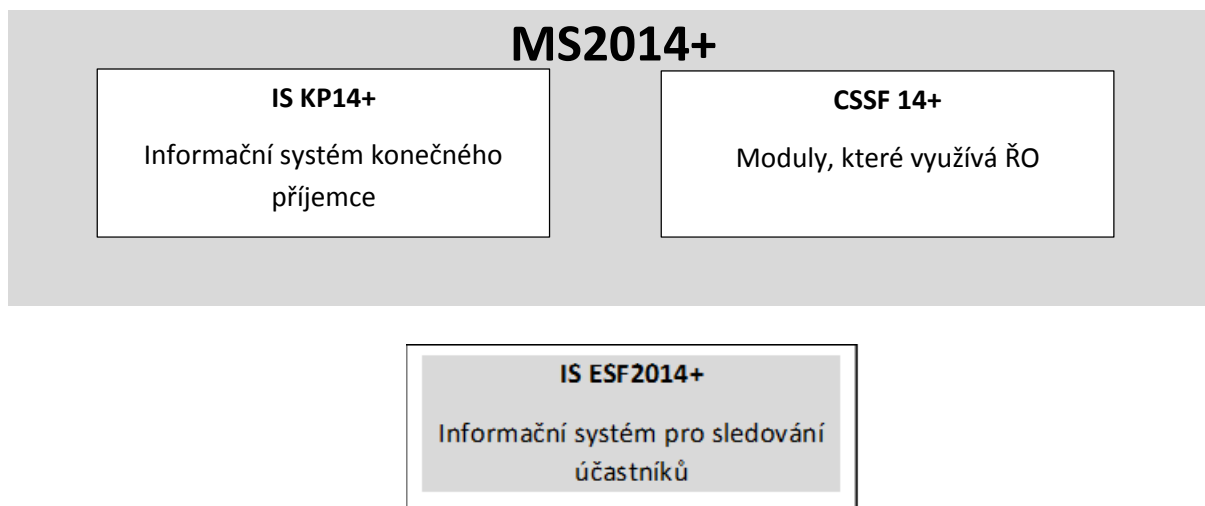 MS2014+
IS KP14+
Informační systém konečného
příjemce
CSSF 14+
Moduly, které využívá ŘO
IS ESF2014+
Informační systém pro sledování
účastníků